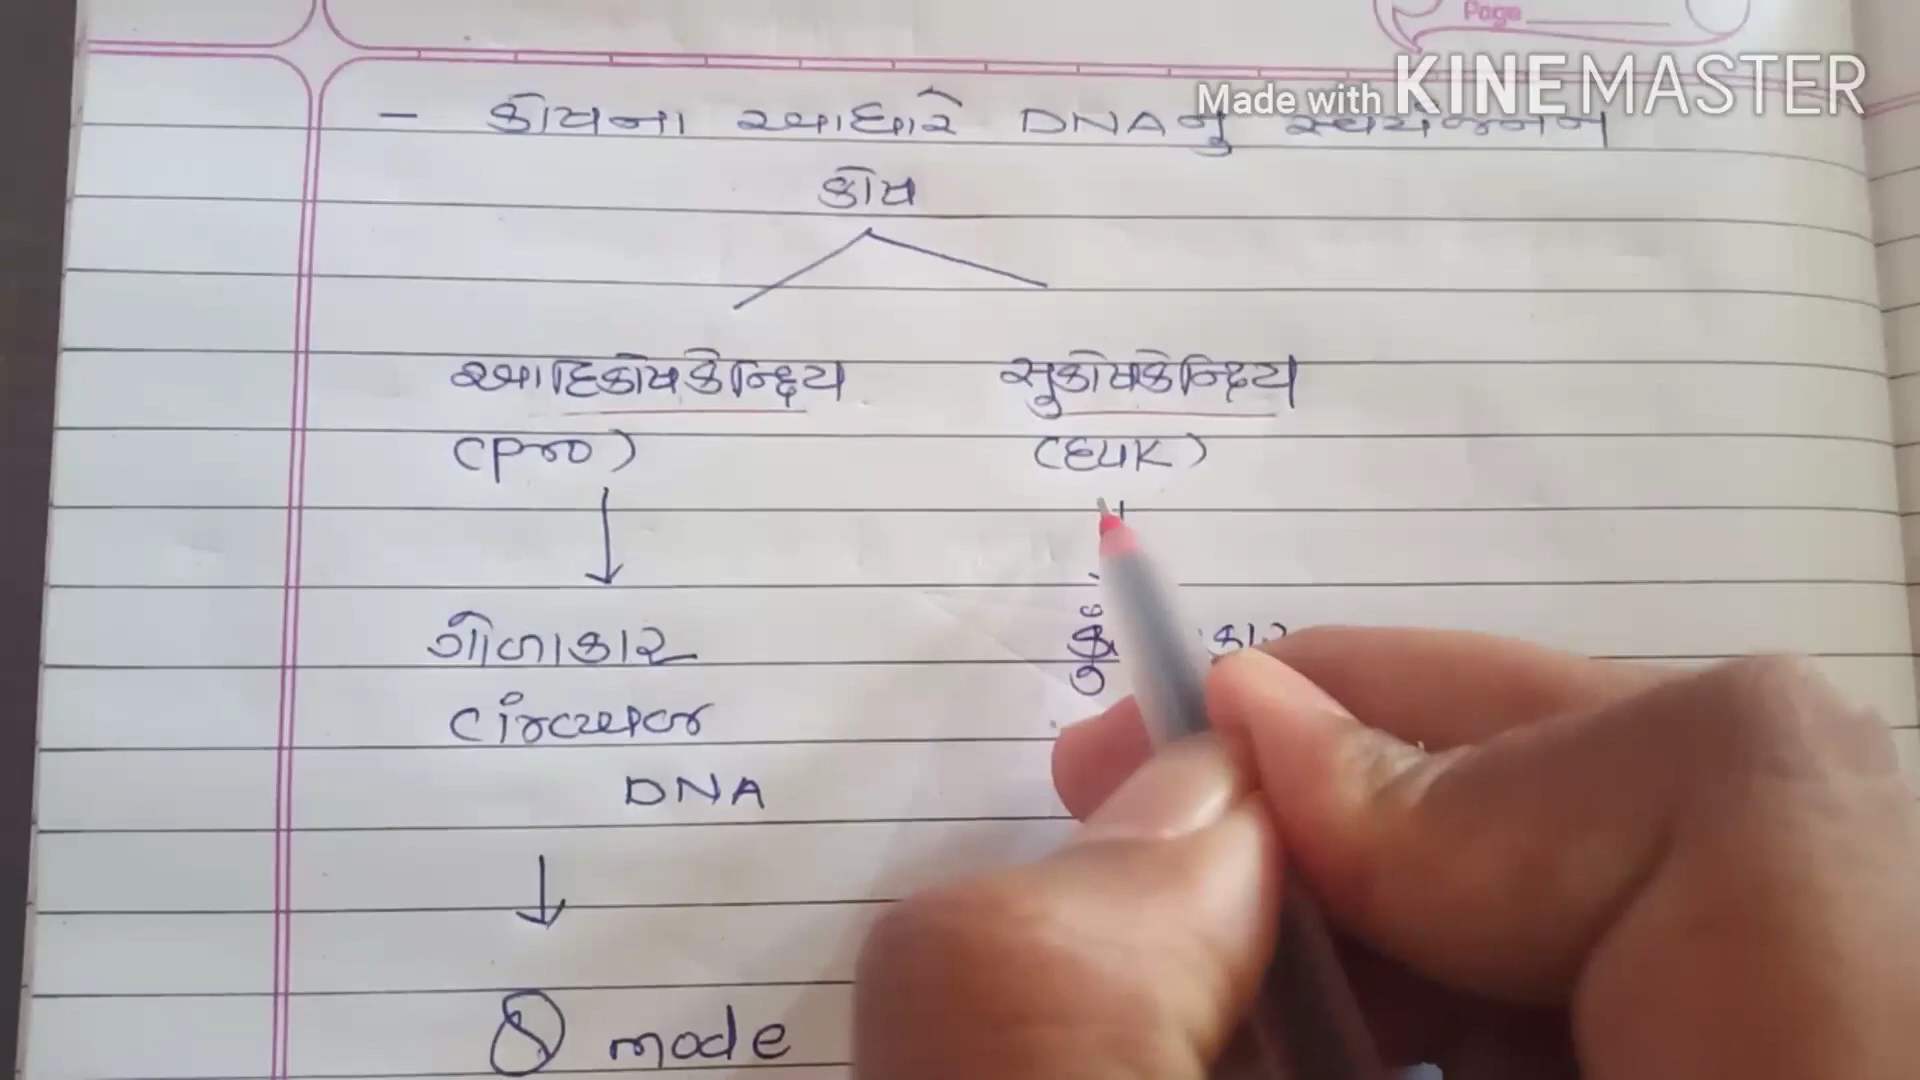 Page
Made with KINEMASTER
- કોષના આધારે DNAનુ સ્વયંજનન
કોષ
આદિકોષકેન્દ્રિય સુકોષકેન્દ્રિય
(pro) (EUK)
ગોળાકાર
circular
DNA
mode